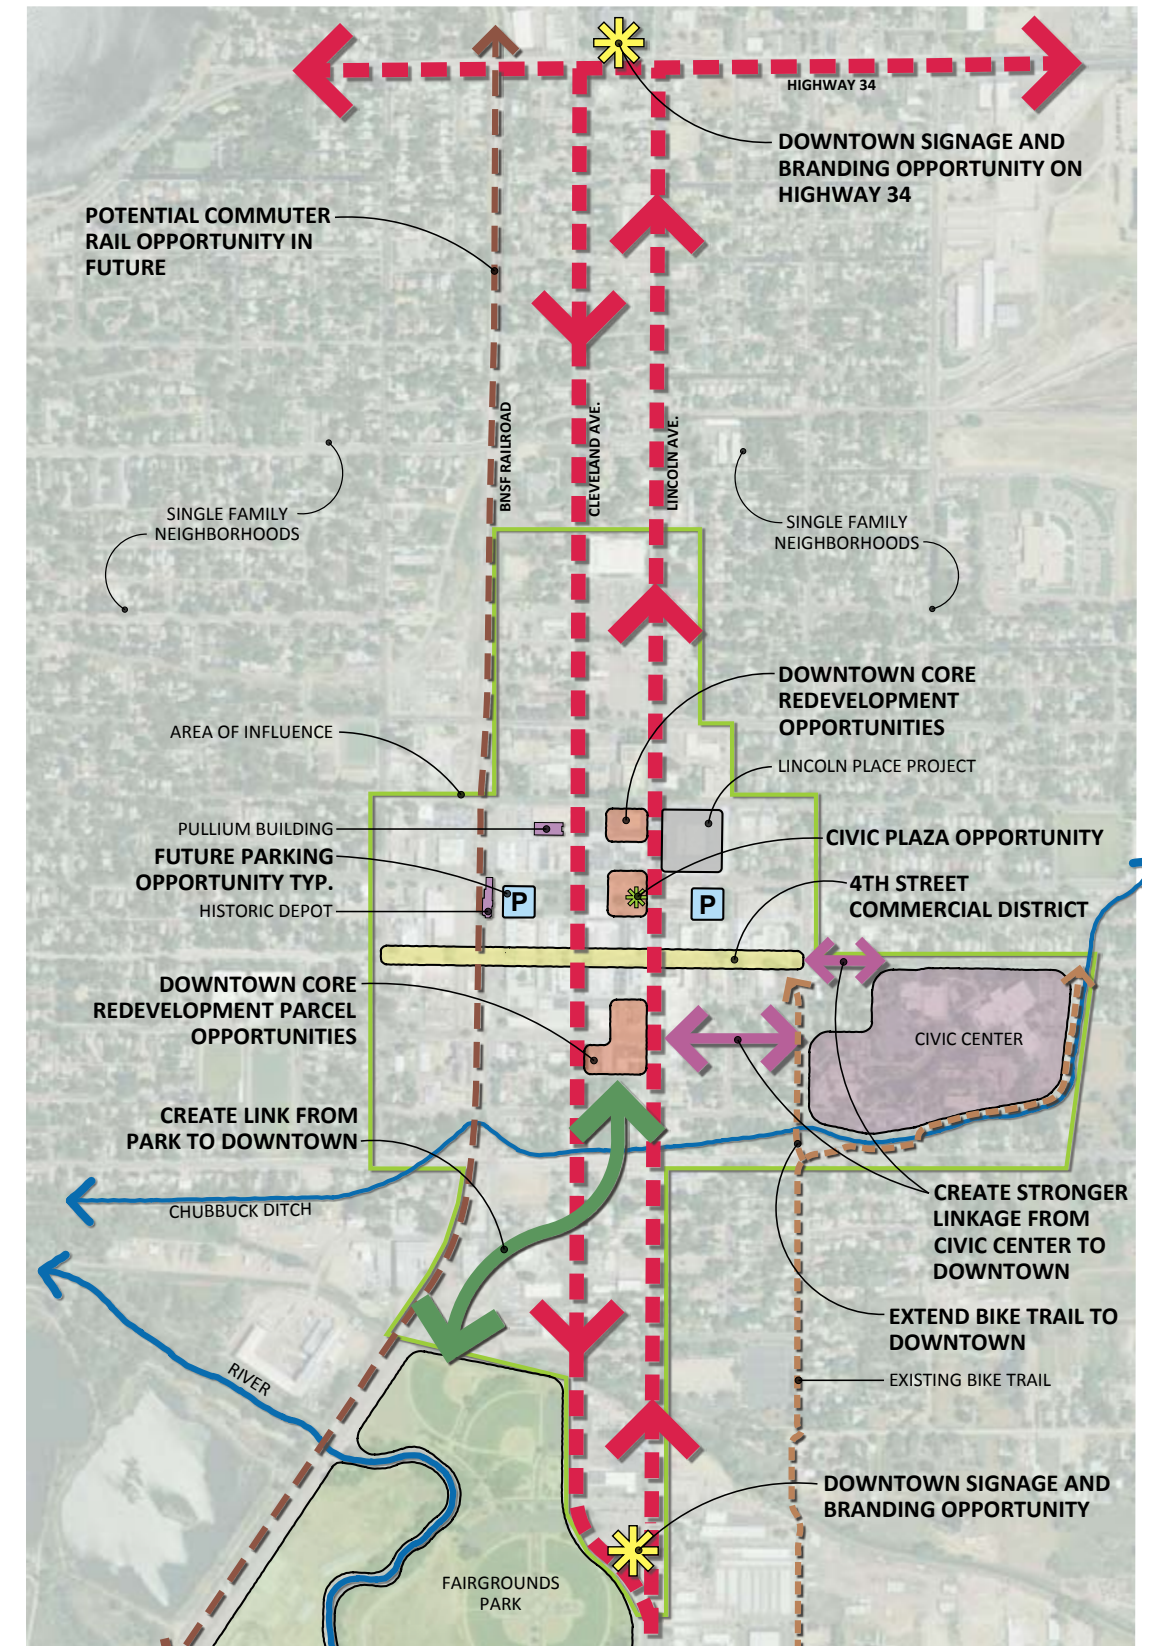 HIGHWAY 34
DOWNTOWN SIGNAGE AND
BRANDING OPPORTUNITY ON
HIGHWAY 34
POTENTIAL COMMUTER
RAIL OPPORTUNITY IN
FUTURE
BNSF RAILROAD
CLEVELAND AVE.
LINCOLN AVE.
SINGLE FAMILY
NEIGHBORHOODS
SINGLE FAMILY
NEIGHBORHOODS
DOWNTOWN CORE
REDEVELOPMENT
OPPORTUNITIES
AREA OF INFLUENCE
LINCOLN PLACE PROJECT
PULLIUM BUILDING
CIVIC PLAZA OPPORTUNITY
FUTURE PARKING
OPPORTUNITY TYP.
4TH STREET
COMMERCIAL DISTRICT
HISTORIC DEPOT
P
P
DOWNTOWN CORE
REDEVELOPMENT PARCEL
OPPORTUNITIES
CIVIC CENTER
CREATE LINK FROM
PARK TO DOWNTOWN
CHUBBUCK DITCH
CREATE STRONGER
LINKAGE FROM
CIVIC CENTER TO
DOWNTOWN
EXTEND BIKE TRAIL TO
DOWNTOWN
RIVER
EXISTING BIKE TRAIL
DOWNTOWN SIGNAGE AND
BRANDING OPPORTUNITY
FAIRGROUNDS
PARK